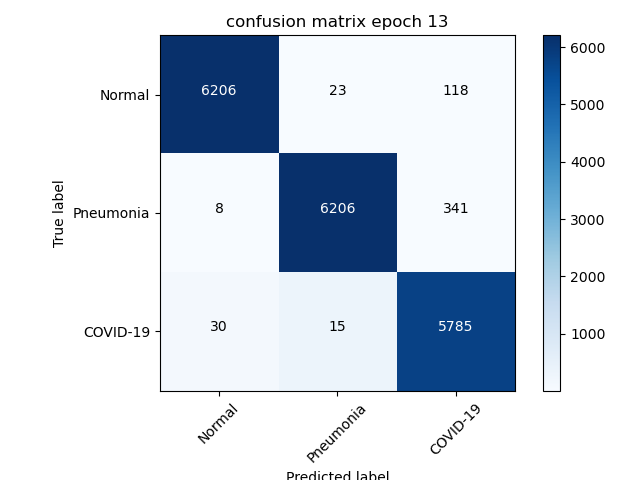 confusion matrix epoch 13
Normal 6206 23 118
Pneumonia 8 6206 341
COVID-19 30 15 5785
True label
Normal Pneumonia COVID-19
Predicted label
6000
5000
4000
3000
2000
1000